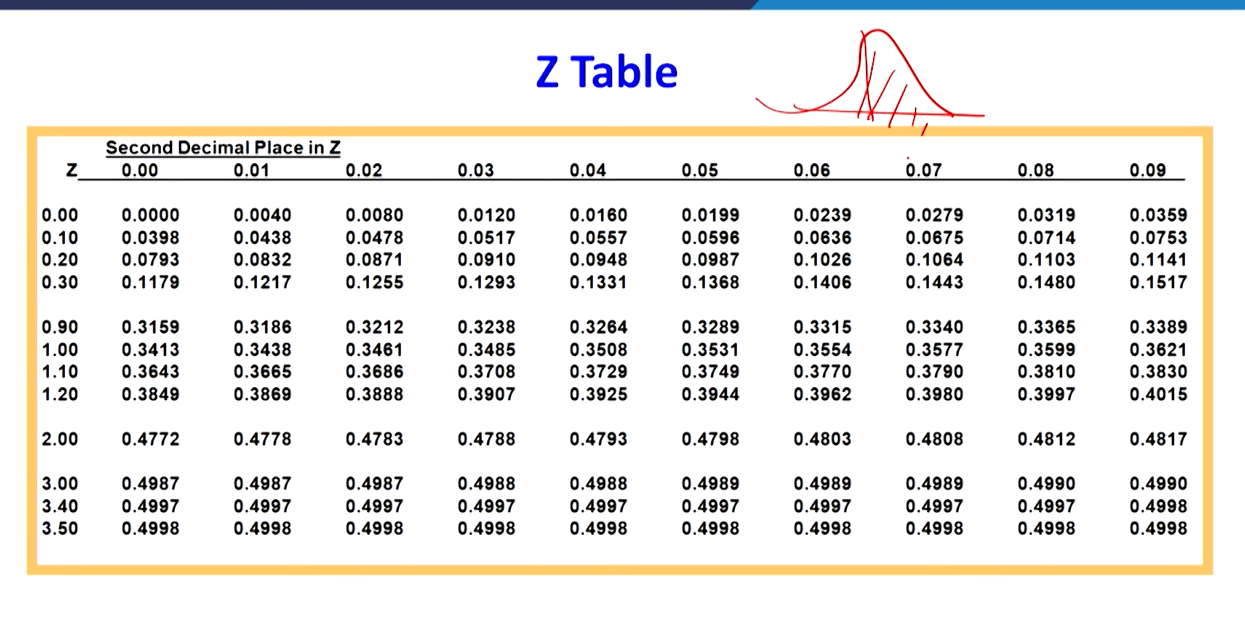 Z Table
Second Decimal Place in Z
Z 0.00 0.01 0.02 0.03 0.04 0.05 0.06 0.07 0.08 0.09
0.00 0.0000 0.0040 0.0080 0.0120 0.0160 0.0199 0.0239 0.0279 0.0319 0.0359
0.10 0.0398 0.0438 0.0478 0.0517 0.0557 0.0596 0.0636 0.0675 0.0714 0.0753
0.20 0.0793 0.0832 0.0871 0.0910 0.0948 0.0987 0.1026 0.1064 0.1103 0.1141
0.30 0.1179 0.1217 0.1255 0.1293 0.1331 0.1368 0.1406 0.1443 0.1480 0.1517
0.90 0.3159 0.3186 0.3212 0.3238 0.3264 0.3289 0.3315 0.3340 0.3365 0.3389
1.00 0.3413 0.3438 0.3461 0.3485 0.3508 0.3531 0.3554 0.3577 0.3599 0.3621
1.10 0.3643 0.3665 0.3686 0.3708 0.3729 0.3749 0.3770 0.3790 0.3810 0.3830
1.20 0.3849 0.3869 0.3888 0.3907 0.3925 0.3944 0.3962 0.3980 0.3997 0.4015
2.00 0.4772 0.4778 0.4783 0.4788 0.4793 0.4798 0.4803 0.4808 0.4812 0.4817
3.00 0.4987 0.4987 0.4987 0.4988 0.4988 0.4989 0.4989 0.4989 0.4990 0.4990
3.40 0.4997 0.4997 0.4997 0.4997 0.4997 0.4997 0.4997 0.4997 0.4997 0.4998
3.50 0.4998 0.4998 0.4998 0.4998 0.4998 0.4998 0.4998 0.4998 0.4998 0.4998